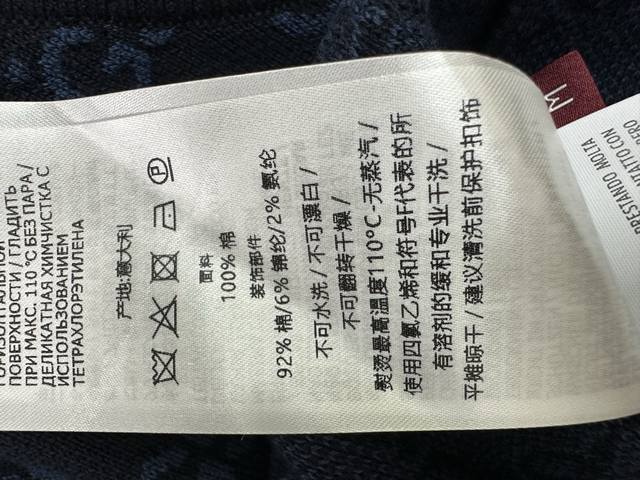 ГОРИЗОНТАЛЬНОЙ
ПОВЕРХНОСТИ / ГЛАДИТЬ
ПРИ МАКС. 110 °C БЕЗ ПАРА /
ДЕЛИКАТНАЯ ХИМЧИСТКА С
ИСПОЛЬЗОВАНИЕМ
ТЕТРАХЛОРЭТИЛЕНА
产地:意大利
P
面料
100% 棉
装饰部件
92% 棉/6% 锦纶/2% 氨纶
不可水洗 / 不可漂白 /
不可翻转干燥 /
熨烫最高温度110°C-无蒸汽 /
使用四氯乙烯和符号F代表的所
有溶剂的缓和专业干洗 /
平摊晾干 / 建议清洗前保护扣饰
M
PRESTANDO MOLTA
CONTATTO CON